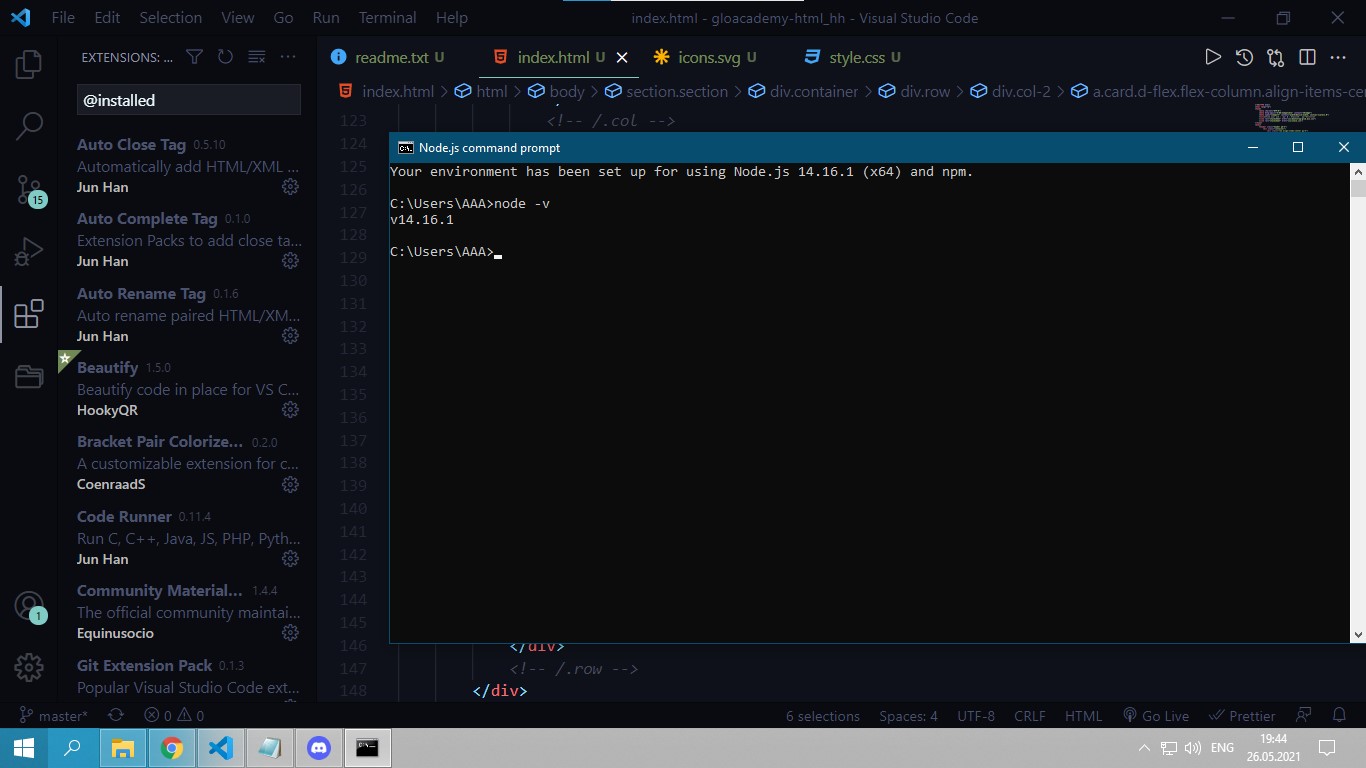 File Edit Selection View Go Run Terminal Help index.html - gloacademy-html_hh - Visual Studio Code
EXTENSIONS: ...
readme.txt U index.html U icons.svg U style.css U
@installed
index.html > html > body > section.section > div.container > div.row > div.col-2 > a.card.d-flex.flex-column.align-items-cen
Auto Close Tag 0.5.10
Automatically add HTML/XML ...
Jun Han
Auto Complete Tag 0.1.0
Extension Packs to add close ta...
Jun Han
Auto Rename Tag 0.1.6
Auto rename paired HTML/XM...
Jun Han
Beautify 1.5.0
Beautify code in place for VS C...
HookyQR
Bracket Pair Colorize... 0.2.0
A customizable extension for c...
CoenraadS
Code Runner 0.11.4
Run C, C++, Java, JS, PHP, Pyth...
Jun Han
Community Material... 1.4.4
The official community maintai...
Equinusocio
Git Extension Pack 0.1.3
Popular Visual Studio Code ext...
15
1
123 <!-- /.col -->
124
125
126
127
128
129
130
131
132
133
134
135
136
137
138
139
140
141
142
143
144
145
146 </div>
147 <!-- /.row -->
148 </div>
Node.js command prompt
Your environment has been set up for using Node.js 14.16.1 (x64) and npm.
C:\Users\AAA>node -v
v14.16.1
C:\Users\AAA>
master* 0 0 6 selections Spaces: 4 UTF-8 CRLF HTML Go Live Prettier
ENG
19:44
26.05.2021